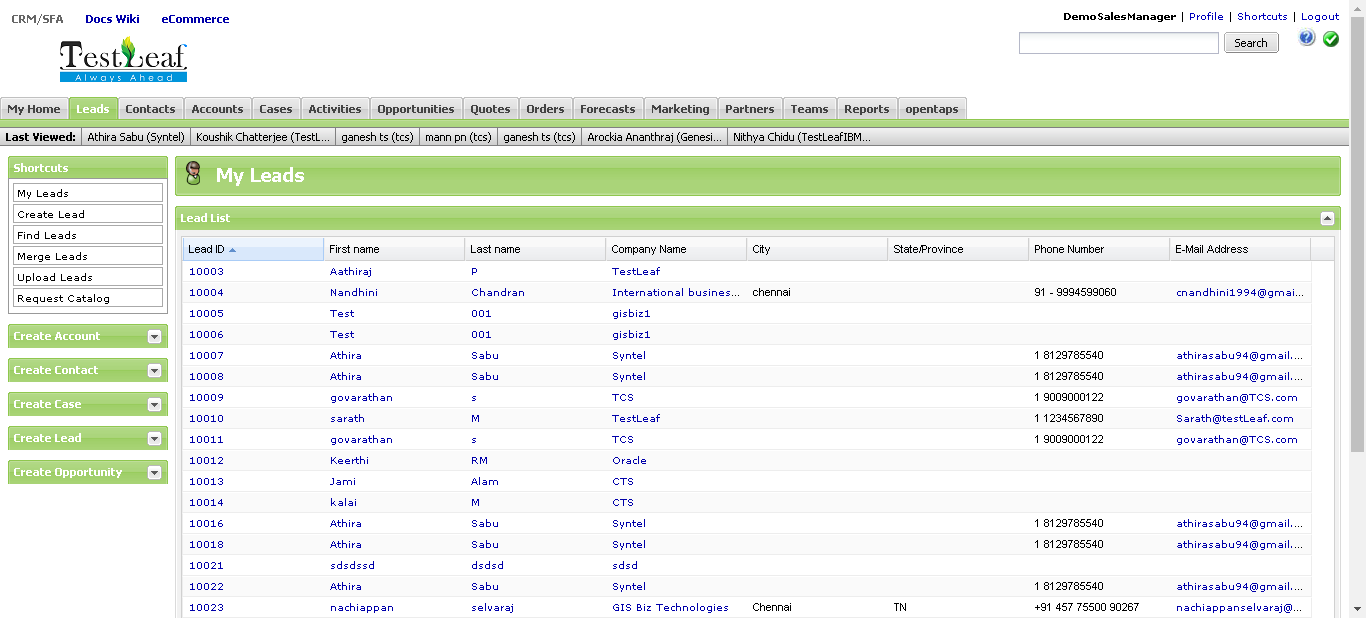 CRM/SFA Docs Wiki eCommerce
DemoSalesManager | Profile | Shortcuts | Logout
TestLeaf
Always Ahead
Search
My Home Leads Contacts Accounts Cases Activities Opportunities Quotes Orders Forecasts Marketing Partners Teams Reports opentaps
Last Viewed: Athira Sabu (Syntel) Koushik Chatterjee (TestL... ganesh ts (tcs) mann pn (tcs) ganesh ts (tcs) Arockia Ananthraj (Genesi... Nithya Chidu (TestLeafIBM...
Shortcuts
My Leads
Create Lead
Find Leads
Merge Leads
Upload Leads
Request Catalog
Create Account
Create Contact
Create Case
Create Lead
Create Opportunity
My Leads
Lead List
Lead ID First name Last name Company Name City State/Province Phone Number E-Mail Address
10003 Aathiraj P TestLeaf
10004 Nandhini Chandran International busines... chennai 91 - 9994599060 cnandhini1994@gmai...
10005 Test 001 gisbiz1
10006 Test 001 gisbiz1
10007 Athira Sabu Syntel 1 8129785540 athirasabu94@gmail....
10008 Athira Sabu Syntel 1 8129785540 athirasabu94@gmail....
10009 govarathan s TCS 1 9009000122 govarathan@TCS.com
10010 sarath M TestLeaf 1 1234567890 Sarath@testLeaf.com
10011 govarathan s TCS 1 9009000122 govarathan@TCS.com
10012 Keerthi RM Oracle
10013 Jami Alam CTS
10014 kalai M CTS
10016 Athira Sabu Syntel 1 8129785540 athirasabu94@gmail....
10018 Athira Sabu Syntel 1 8129785540 athirasabu94@gmail....
10021 sdsdssd dsdsd sdsd
10022 Athira Sabu Syntel 1 8129785540 athirasabu94@gmail....
10023 nachiappan selvaraj GIS Biz Technologies Chennai TN +91 457 75500 90267 nachiappanselvaraj@...